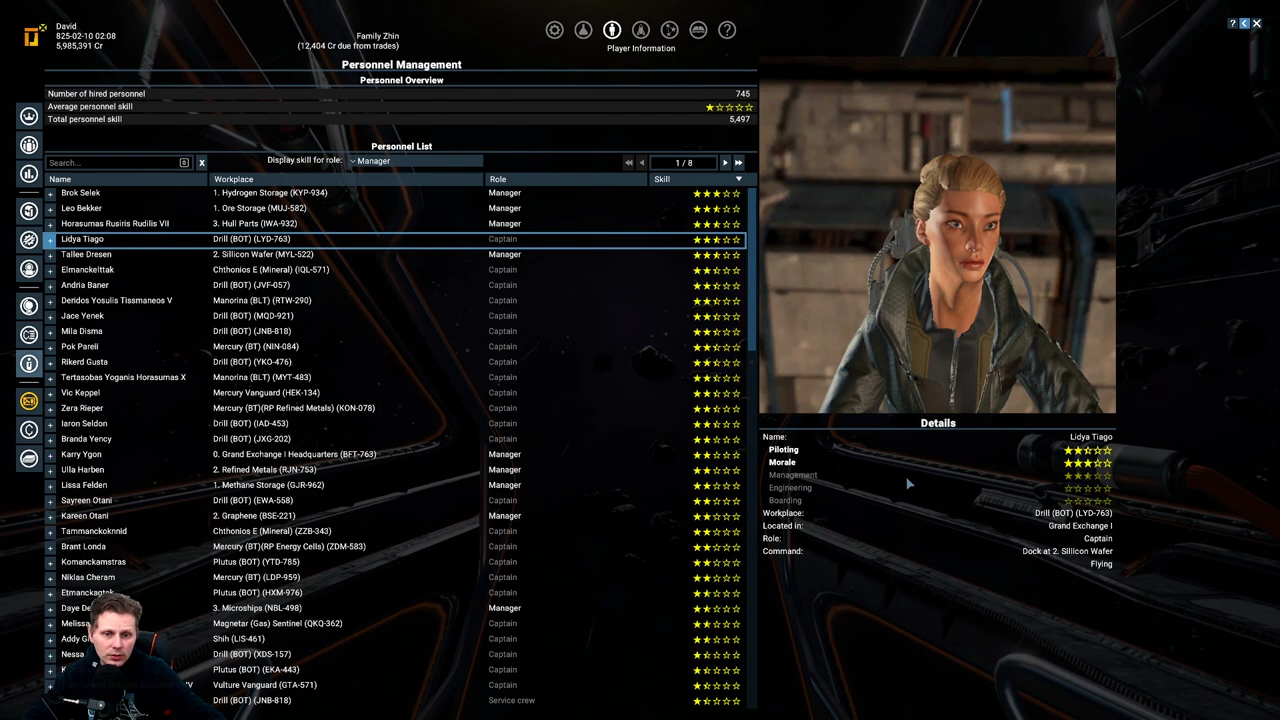 David
825-02-10 02:08
5,985,391 Cr
Family Zhin
(12,404 Cr due from trades)
Player Information
? < X
Personnel Management
Personnel Overview
Number of hired personnel 745
Average personnel skill
Total personnel skill 5,497
Personnel List
Search... X Display skill for role: Manager 1 / 8
Name Workplace Role Skill
+ Brok Selek 1. Hydrogen Storage (KYP-934) Manager
+ Leo Bekker 1. Ore Storage (MUJ-582) Manager
+ Horasumas Rusiris Rudilis VII 3. Hull Parts (IWA-932) Manager
+ Lidya Tiago Drill (BOT) (LYD-763) Captain
+ Tallee Dresen 2. Sillicon Wafer (MYL-522) Manager
+ Elmanckelttak Chthonios E (Mineral) (IQL-571) Captain
+ Andria Baner Drill (BOT) (JVF-057) Captain
+ Deridos Yosulis Tissmaneos V Manorina (BLT) (RTW-290) Captain
+ Jace Yenek Drill (BOT) (MQD-921) Captain
+ Mila Disma Drill (BOT) (JNB-818) Captain
+ Pok Pareii Mercury (BT) (NIN-084) Captain
+ Rikerd Gusta Drill (BOT) (YKO-476) Captain
+ Tertasobas Yoganis Horasumas X Manorina (BLT) (MYT-483) Captain
+ Vic Keppel Mercury Vanguard (HEK-134) Captain
+ Zera Rieper Mercury (BT)(RP Refined Metals) (KON-078) Captain
+ Iaron Seldon Drill (BOT) (IAD-453) Captain
+ Branda Yency Drill (BOT) (JXG-202) Captain
+ Karry Ygon 0. Grand Exchange I Headquarters (BFT-763) Manager
+ Ulla Harben 2. Refined Metals (RJN-753) Manager
+ Lissa Felden 1. Methane Storage (GJR-962) Manager
+ Sayreen Otani Drill (BOT) (EWA-558) Captain
+ Kareen Otani 2. Graphene (BSE-221) Manager
+ Tammanckoknnid Chthonios E (Mineral) (ZZB-343) Captain
+ Brant Londa Mercury (BT)(RP Energy Cells) (ZDM-583) Captain
+ Komanckamstras Plutus (BOT) (YTD-785) Captain
+ Niklas Cheram Mercury (BT) (LDP-959) Captain
+ Etmanckagtok Plutus (BOT) (HXM-976) Captain
+ Daye De 3. Microships (NBL-498) Manager
+ Melissa Magnetar (Gas) Sentinel (QKQ-362) Captain
+ Addy G Shih (LIS-461) Captain
+ Nessa Drill (BOT) (XDS-157) Captain
+ K Plutus (BOT) (EKA-443) Captain
+ Vulture Vanguard (GTA-571) Captain
+ Drill (BOT) (JNB-818) Service crew
Details
Name: Lidya Tiago
Piloting
Morale
Management
Engineering
Boarding
Workplace: Drill (BOT) (LYD-763)
Located in: Grand Exchange I
Role: Captain
Command: Dock at 2. Sillicon Wafer
Flying